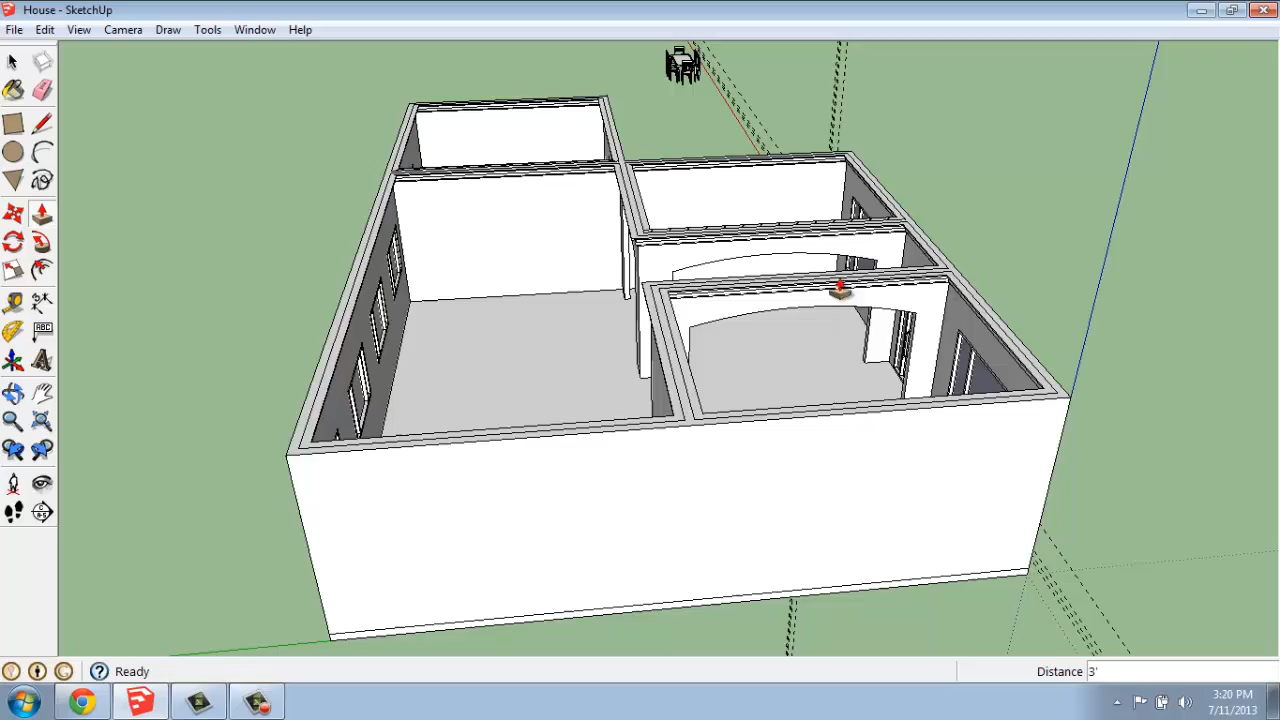 House - SketchUp
File Edit View Camera Draw Tools Window Help
ABC
Ready
Distance 3'
3:20 PM
7/11/2013